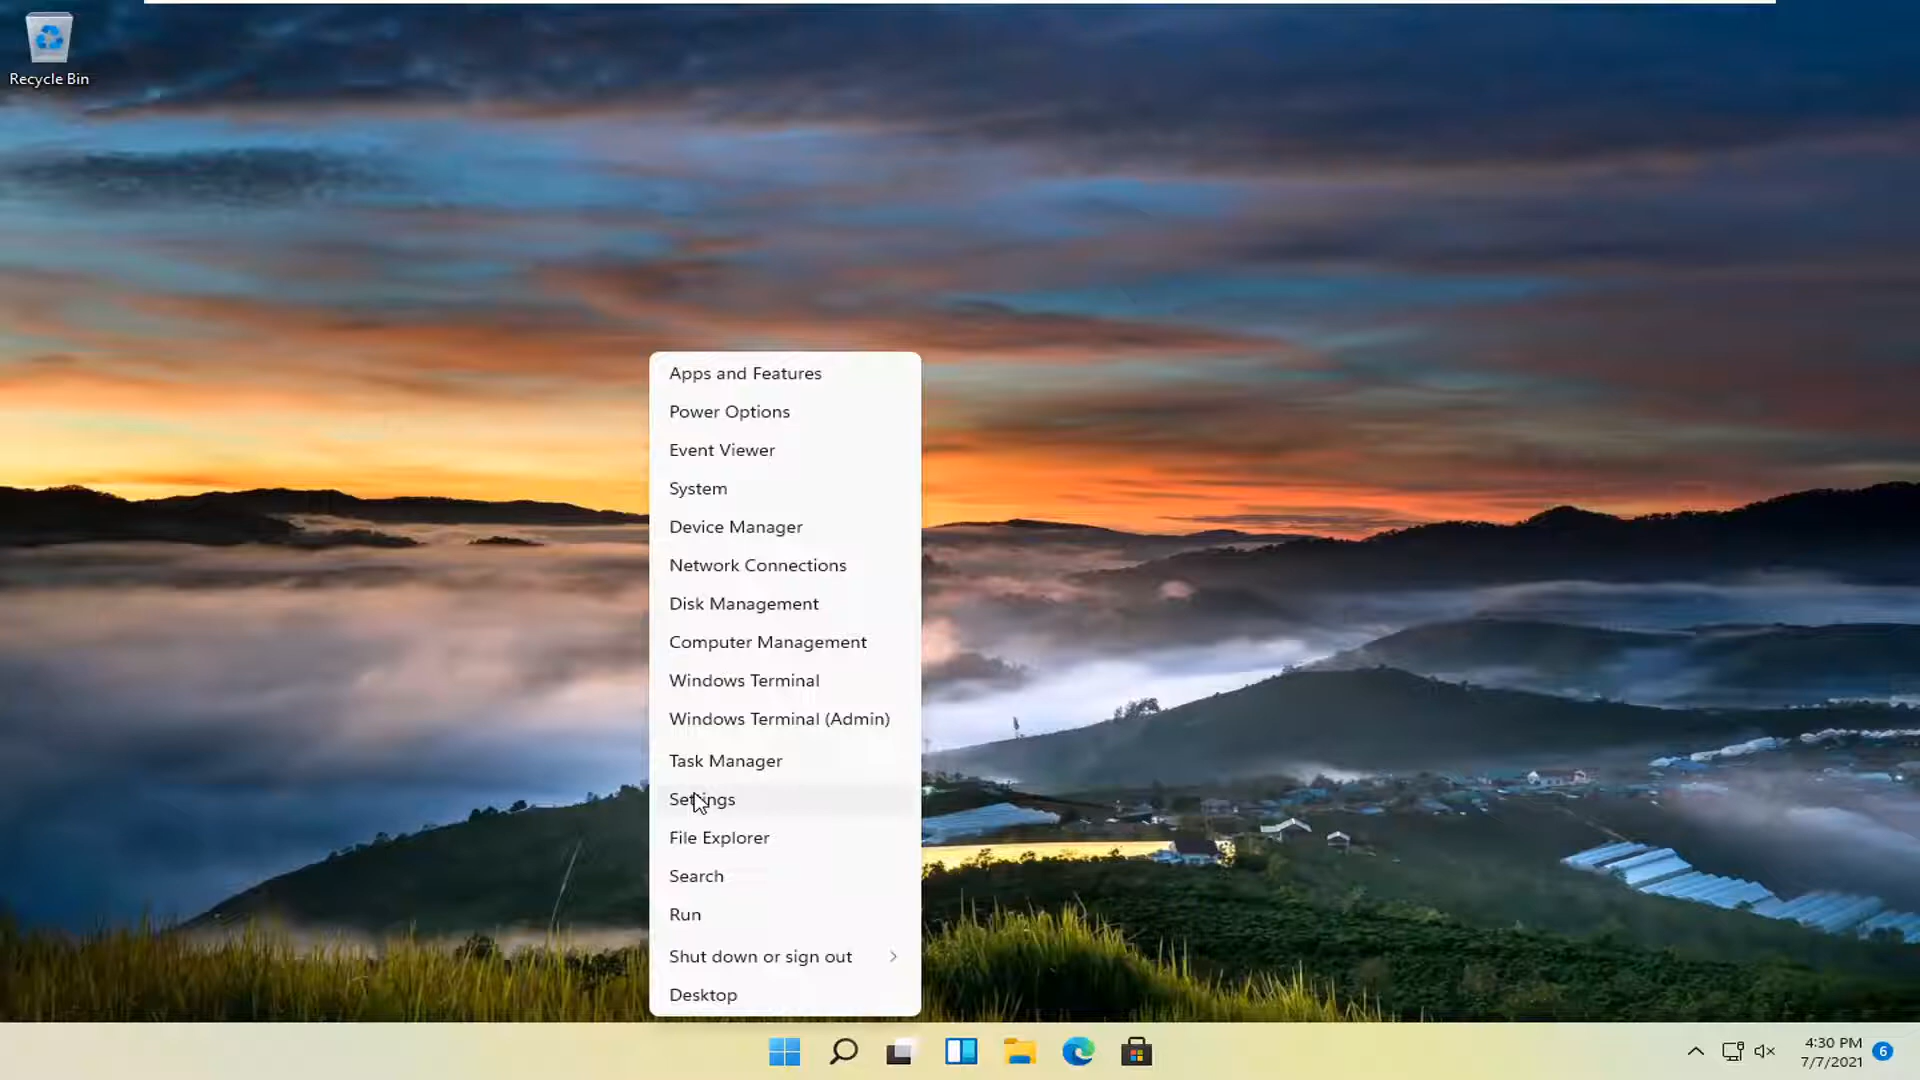 Recycle Bin
Apps and Features
Power Options
Event Viewer
System
Device Manager
Network Connections
Disk Management
Computer Management
Windows Terminal
Windows Terminal (Admin)
Task Manager
Settings
File Explorer
Search
Run
Shut down or sign out
Desktop
4:30 PM
7/7/2021
6